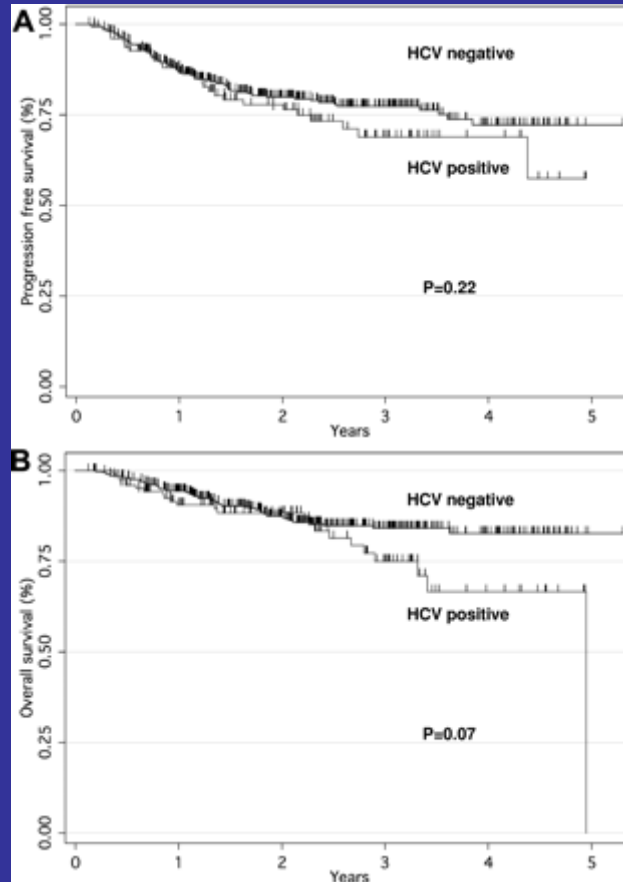 A
HCV negative
HCV positive
P=0.22
Progression free survival (%)
1.00
0.75
0.50
0.25
0.00
0 1 2 3 4 5
Years
B
HCV negative
HCV positive
P=0.07
Overall survival (%)
1.00
0.75
0.50
0.25
0.00
0 1 2 3 4 5
Years